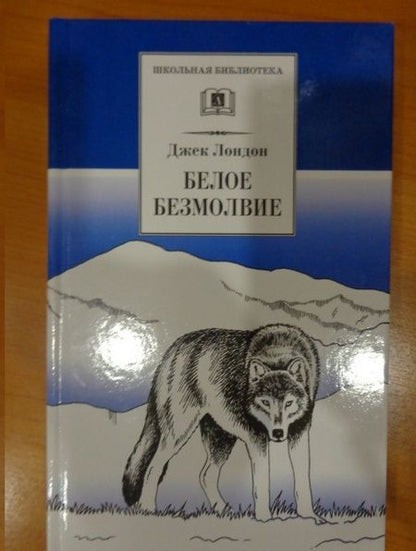 ШКОЛЬНАЯ БИБЛИОТЕКА
Джек Лондон
БЕЛОЕ
БЕЗМОЛВИЕ